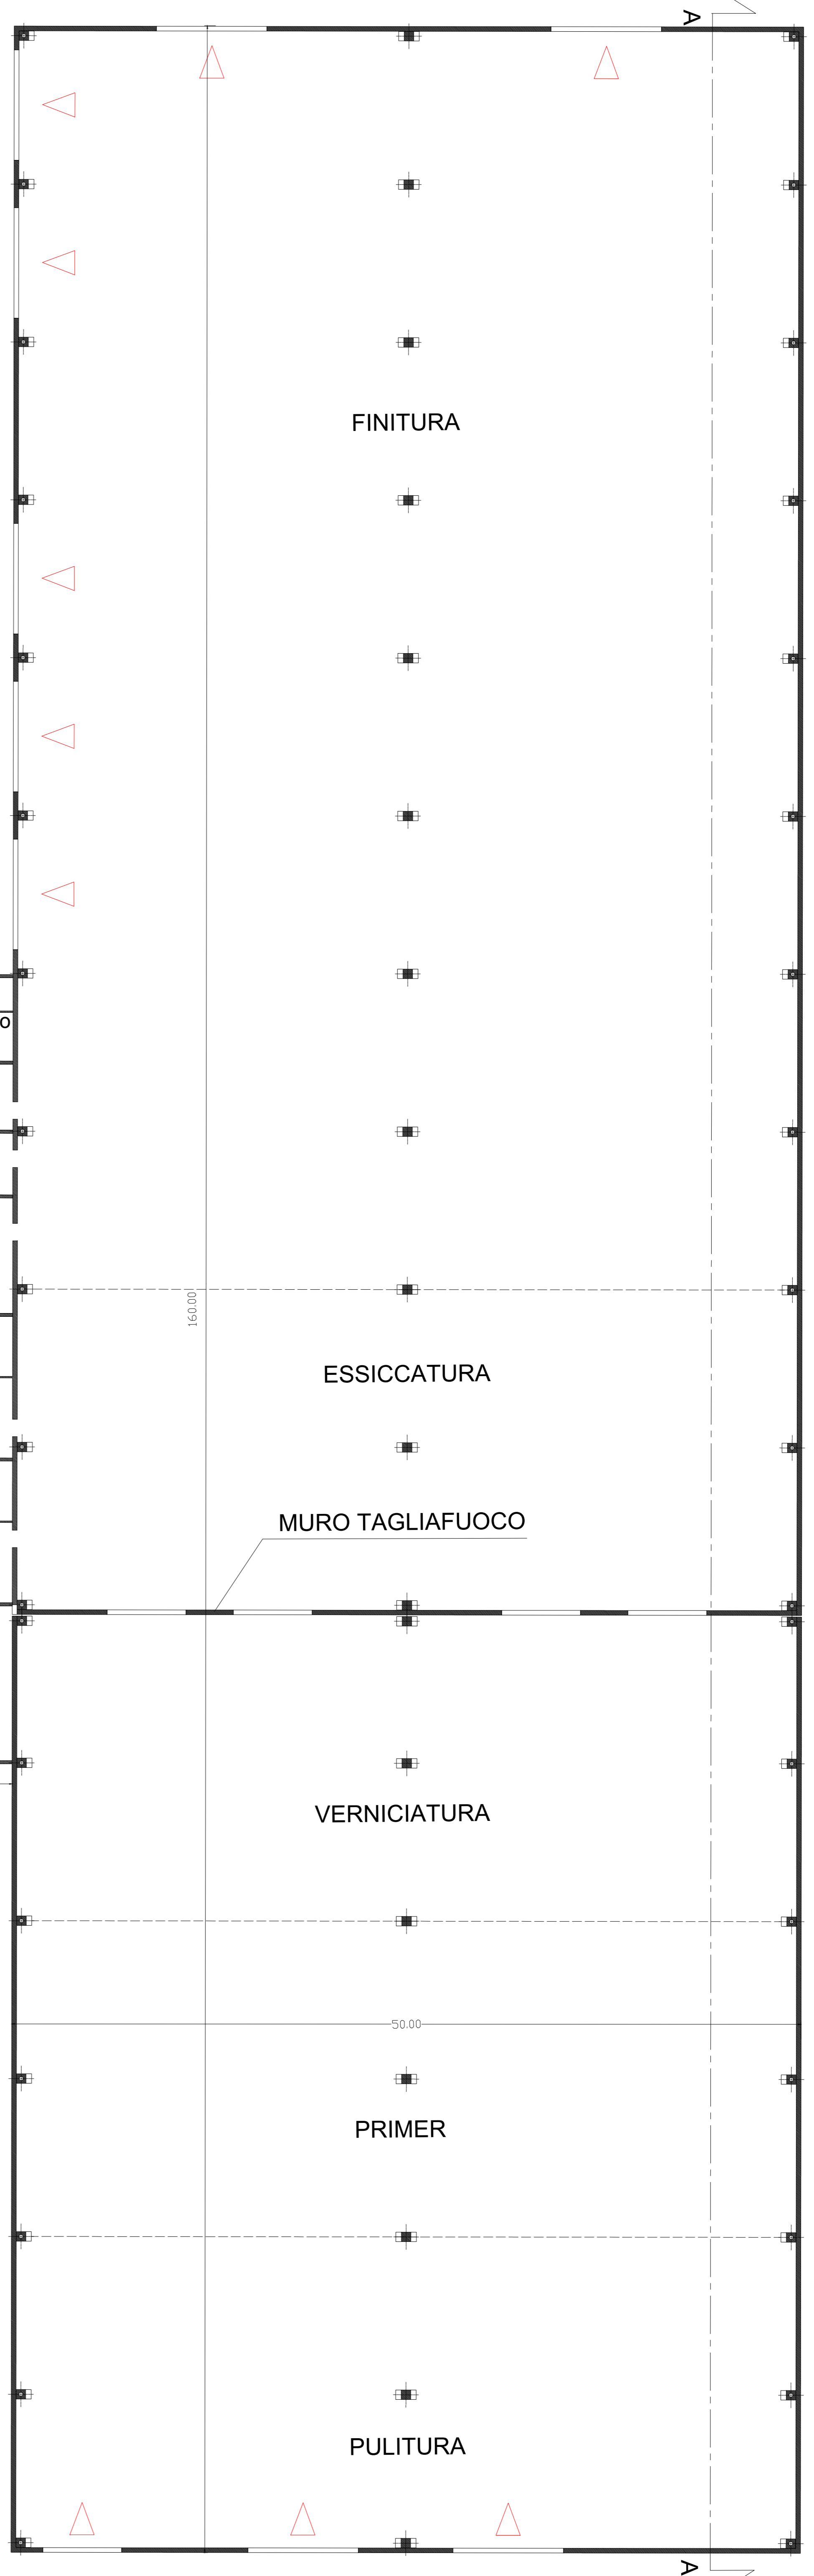 A
FINITURA
O
160.00
ESSICCATURA
MURO TAGLIAFUOCO
VERNICIATURA
50.00
PRIMER
PULITURA
A